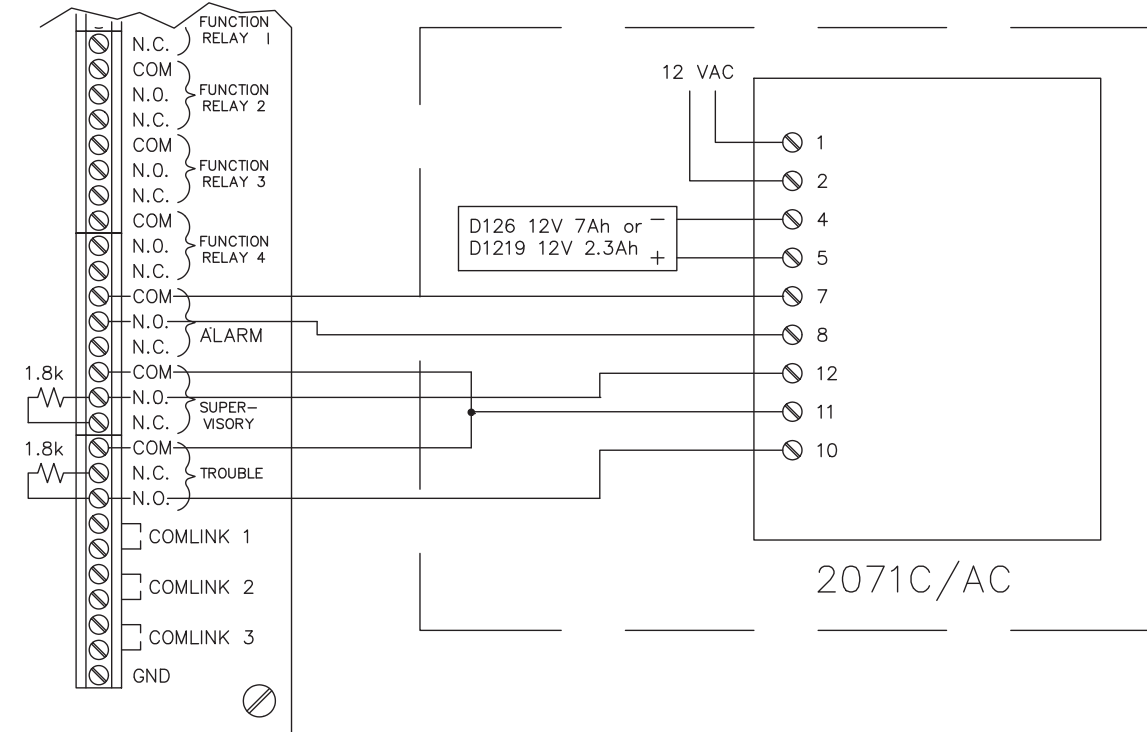 FUNCTION
RELAY 1
N.C.
COM
N.O.
N.C.
FUNCTION
RELAY 2
COM
N.O.
N.C.
FUNCTION
RELAY 3
COM
N.O.
N.C.
FUNCTION
RELAY 4
COM
N.O.
N.C.
ALARM
COM
N.O.
N.C.
SUPER-
VISORY
1.8k
COM
N.C.
N.O.
TROUBLE
1.8k
COMLINK 1
COMLINK 2
COMLINK 3
GND
12 VAC
D126 12V 7Ah or −
D1219 12V 2.3Ah +
1
2
4
5
7
8
12
11
10
2071C/AC